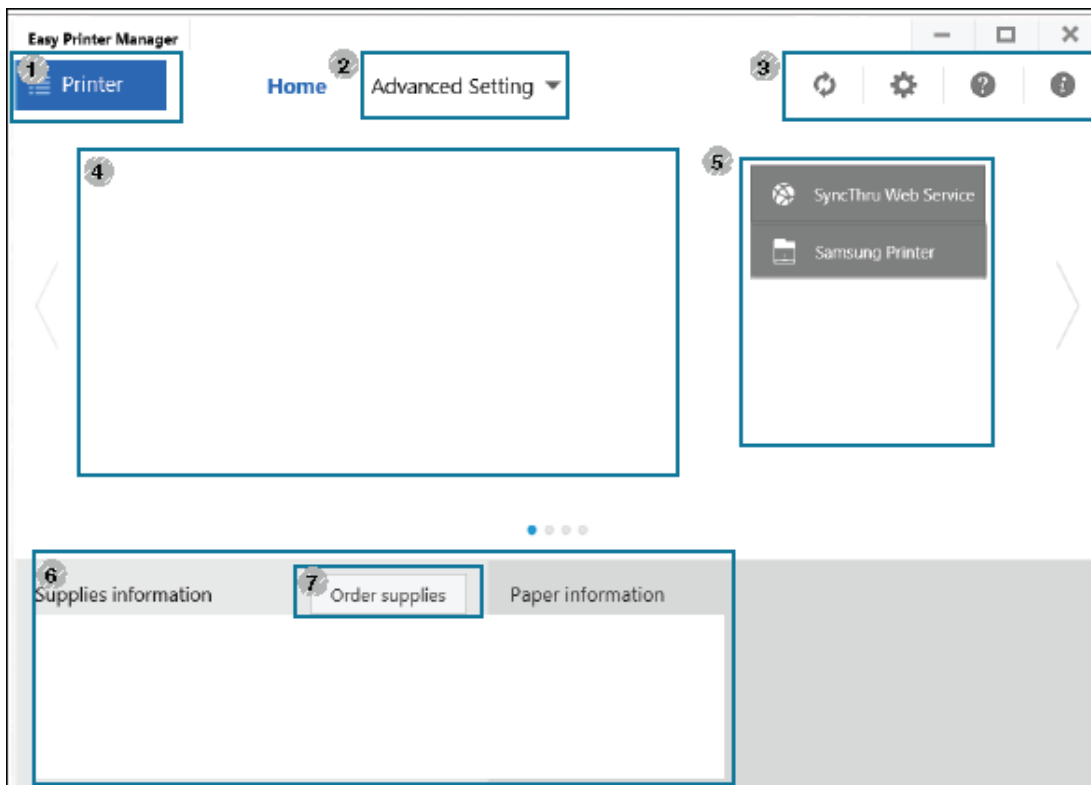 Easy Printer Manager
1 Printer
Home
2 Advanced Setting
3
4
5
SyncThru Web Service
Samsung Printer
6
Supplies information
7 Order supplies
Paper information